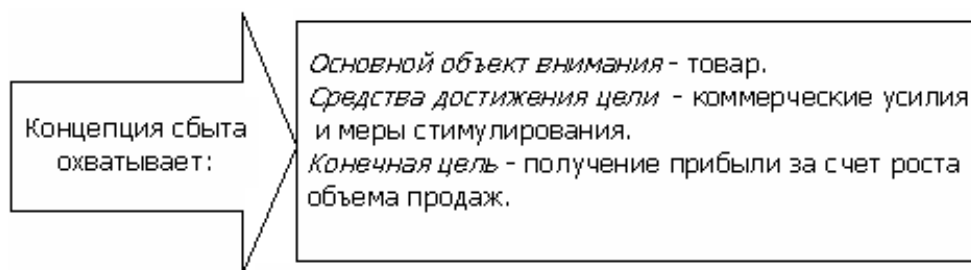 Концепция сбыта
охватывает:
Основной объект внимания - товар.
Средства достижения цели - коммерческие усилия
и меры стимулирования.
Конечная цель - получение прибыли за счет роста
объема продаж.